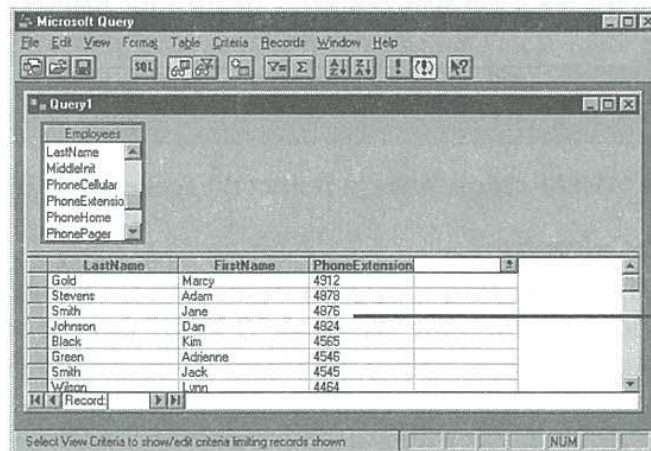 Microsoft Query
File Edit View Format Table Criteria Records Window Help
SQL
Query1
Employees
LastName
MiddleInit
PhoneCellular
PhoneExtensio
PhoneHome
PhonePager
LastName FirstName PhoneExtension
Gold Marcy 4912
Stevens Adam 4878
Smith Jane 4876
Johnson Dan 4824
Black Kim 4565
Green Adrienne 4546
Smith Jack 4545
Wilson Lynn 4464
Record:
Select View Criteria to show/edit criteria limiting records shown NUM